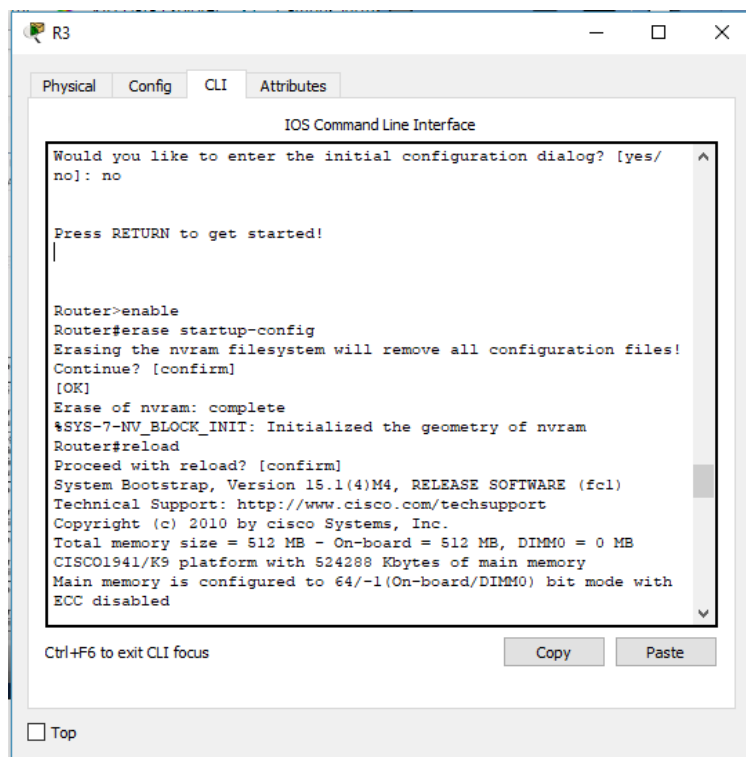 R3
Physical Config CLI Attributes
IOS Command Line Interface
Would you like to enter the initial configuration dialog? [yes/
no]: no
Press RETURN to get started!
Router>enable
Router#erase startup-config
Erasing the nvram filesystem will remove all configuration files!
Continue? [confirm]
[OK]
Erase of nvram: complete
%SYS-7-NV_BLOCK_INIT: Initialized the geometry of nvram
Router#reload
Proceed with reload? [confirm]
System Bootstrap, Version 15.1(4)M4, RELEASE SOFTWARE (fc1)
Technical Support: http://www.cisco.com/techsupport
Copyright (c) 2010 by cisco Systems, Inc.
Total memory size = 512 MB - On-board = 512 MB, DIMM0 = 0 MB
CISCO1941/K9 platform with 524288 Kbytes of main memory
Main memory is configured to 64/-1(On-board/DIMM0) bit mode with
ECC disabled
Ctrl+F6 to exit CLI focus
Copy Paste
Top